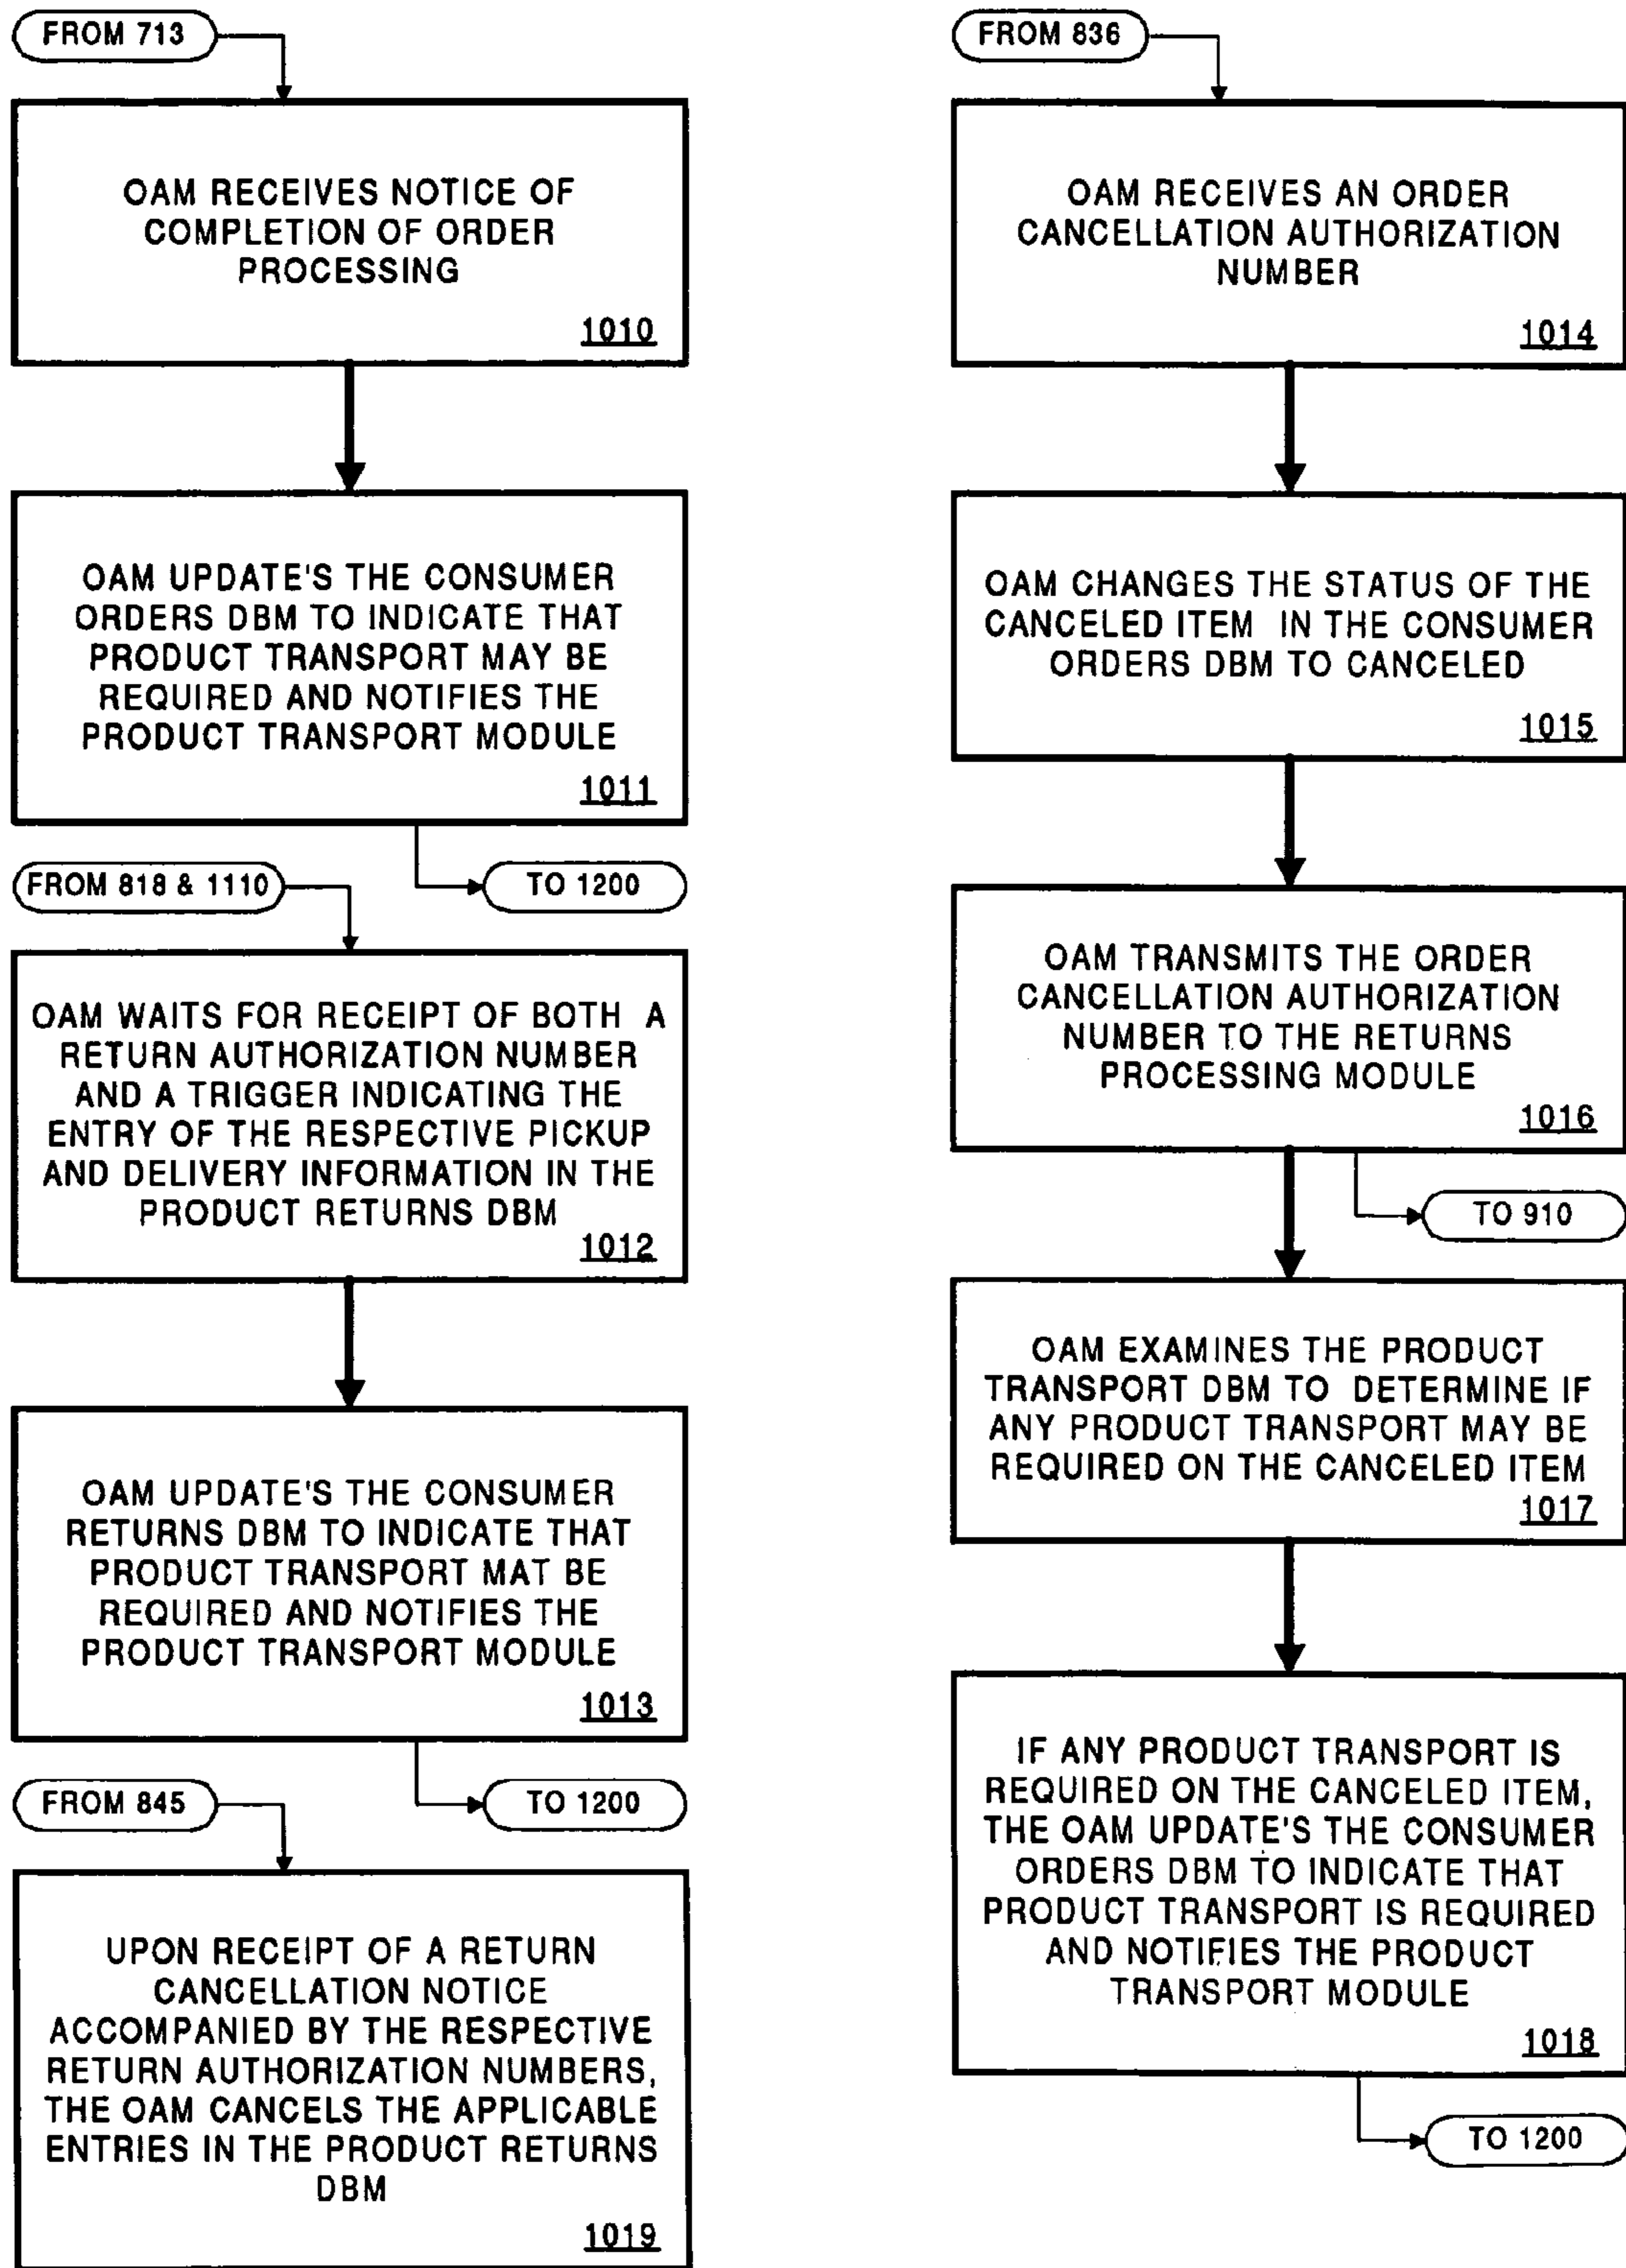 FROM 713
OAM RECEIVES NOTICE OF
COMPLETION OF ORDER
PROCESSING
1010
OAM UPDATE'S THE CONSUMER
ORDERS DBM TO INDICATE THAT
PRODUCT TRANSPORT MAY BE
REQUIRED AND NOTIFIES THE
PRODUCT TRANSPORT MODULE
1011
TO 1200
FROM 818 & 1110
OAM WAITS FOR RECEIPT OF BOTH A
RETURN AUTHORIZATION NUMBER
AND A TRIGGER INDICATING THE
ENTRY OF THE RESPECTIVE PICKUP
AND DELIVERY INFORMATION IN THE
PRODUCT RETURNS DBM
1012
OAM UPDATE'S THE CONSUMER
RETURNS DBM TO INDICATE THAT
PRODUCT TRANSPORT MAT BE
REQUIRED AND NOTIFIES THE
PRODUCT TRANSPORT MODULE
1013
TO 1200
FROM 845
UPON RECEIPT OF A RETURN
CANCELLATION NOTICE
ACCOMPANIED BY THE RESPECTIVE
RETURN AUTHORIZATION NUMBERS,
THE OAM CANCELS THE APPLICABLE
ENTRIES IN THE PRODUCT RETURNS
DBM
1019
FROM 836
OAM RECEIVES AN ORDER
CANCELLATION AUTHORIZATION
NUMBER
1014
OAM CHANGES THE STATUS OF THE
CANCELED ITEM IN THE CONSUMER
ORDERS DBM TO CANCELED
1015
OAM TRANSMITS THE ORDER
CANCELLATION AUTHORIZATION
NUMBER TO THE RETURNS
PROCESSING MODULE
1016
TO 910
OAM EXAMINES THE PRODUCT
TRANSPORT DBM TO DETERMINE IF
ANY PRODUCT TRANSPORT MAY BE
REQUIRED ON THE CANCELED ITEM
1017
IF ANY PRODUCT TRANSPORT IS
REQUIRED ON THE CANCELED ITEM,
THE OAM UPDATE'S THE CONSUMER
ORDERS DBM TO INDICATE THAT
PRODUCT TRANSPORT IS REQUIRED
AND NOTIFIES THE PRODUCT
TRANSPORT MODULE
1018
TO 1200